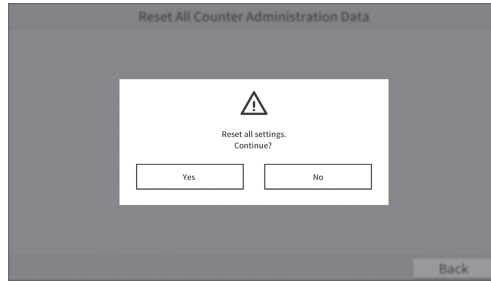 Reset All Counter Administration Data
Reset all settings.
Continue?
Yes
No
Back